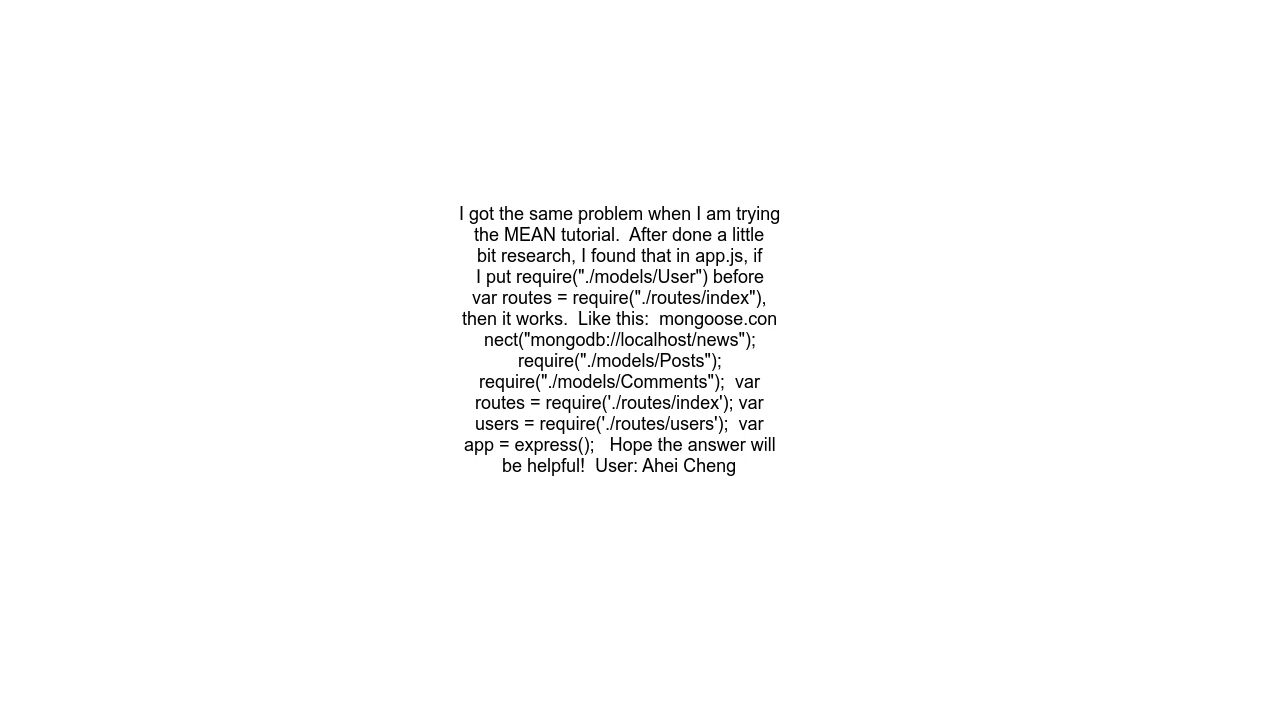 I got the same problem when I am trying
the MEAN tutorial.  After done a little
bit research, I found that in app.js, if
I put require("./models/User") before
var routes = require("./routes/index"),
then it works.  Like this:  mongoose.con
nect("mongodb://localhost/news");
require("./models/Posts");
require("./models/Comments");  var
routes = require('./routes/index'); var
users = require('./routes/users');  var
app = express();   Hope the answer will
be helpful!  User: Ahei Cheng